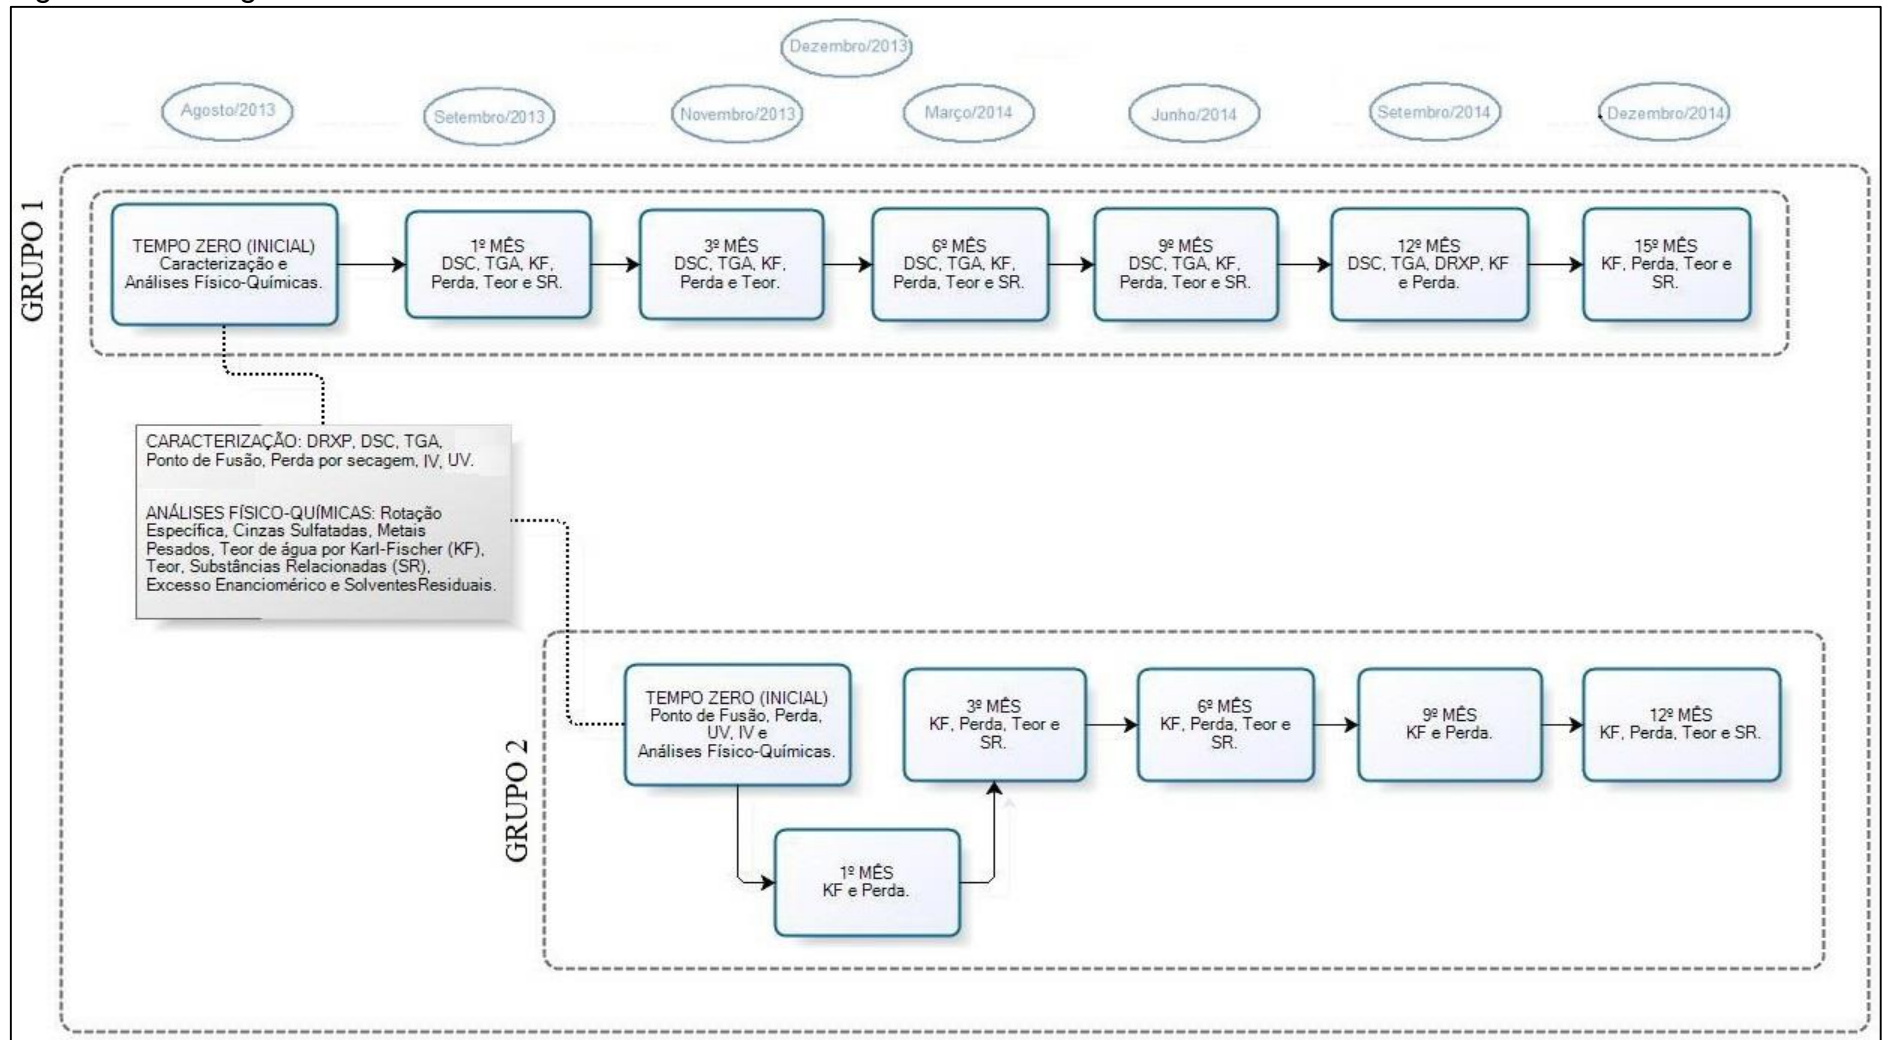 Dezembro/2013
Agosto/2013
Setembro/2013
Novembro/2013
Março/2014
Junho/2014
Setembro/2014
Dezembro/2014
GRUPO 1
TEMPO ZERO (INICIAL)
Caracterização e
Análises Físico-Químicas.
1º MÊS
DSC, TGA, KF,
Perda, Teor e SR.
3º MÊS
DSC, TGA, KF,
Perda e Teor.
6º MÊS
DSC, TGA, KF,
Perda, Teor e SR.
9º MÊS
DSC, TGA, KF,
Perda, Teor e SR.
12º MÊS
DSC, TGA, DRXP, KF
e Perda.
15º MÊS
KF, Perda, Teor e
SR.
CARACTERIZAÇÃO: DRXP, DSC, TGA,
Ponto de Fusão, Perda por secagem, IV, UV.
ANÁLISES FÍSICO-QUÍMICAS: Rotação
Específica, Cinzas Sulfatadas, Metais
Pesados, Teor de água por Karl-Fischer (KF),
Teor, Substâncias Relacionadas (SR),
Excesso Enanciomérico e SolventesResiduais.
GRUPO 2
TEMPO ZERO (INICIAL)
Ponto de Fusão, Perda,
UV, IV e
Análises Físico-Químicas.
1º MÊS
KF e Perda.
3º MÊS
KF, Perda, Teor e
SR.
6º MÊS
KF, Perda, Teor e
SR.
9º MÊS
KF e Perda.
12º MÊS
KF, Perda, Teor e SR.